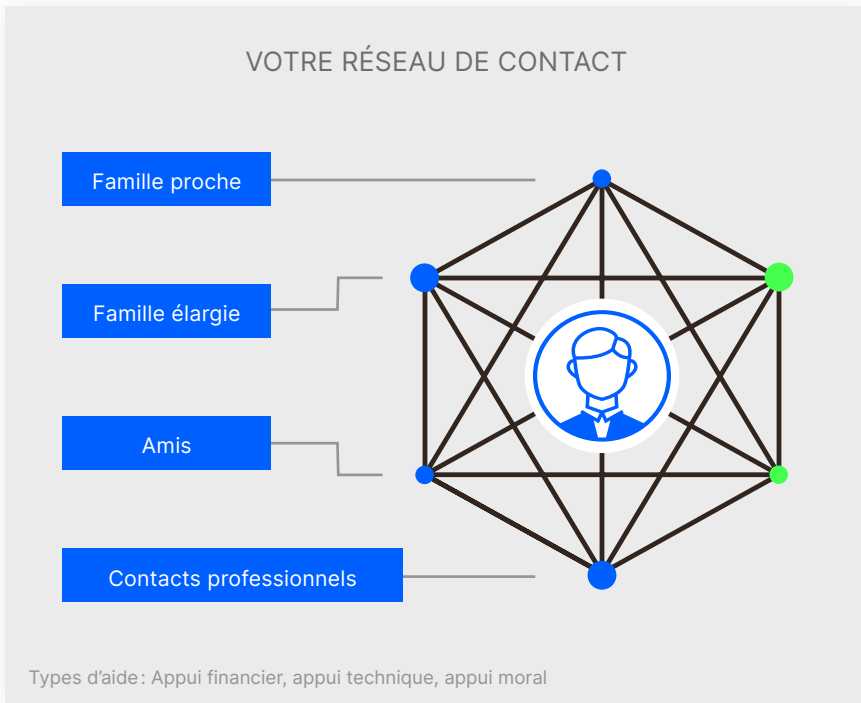 VOTRE RÉSEAU DE CONTACT
Famille proche
Famille élargie
Amis
Contacts professionnels
Types d’aide : Appui financier, appui technique, appui moral